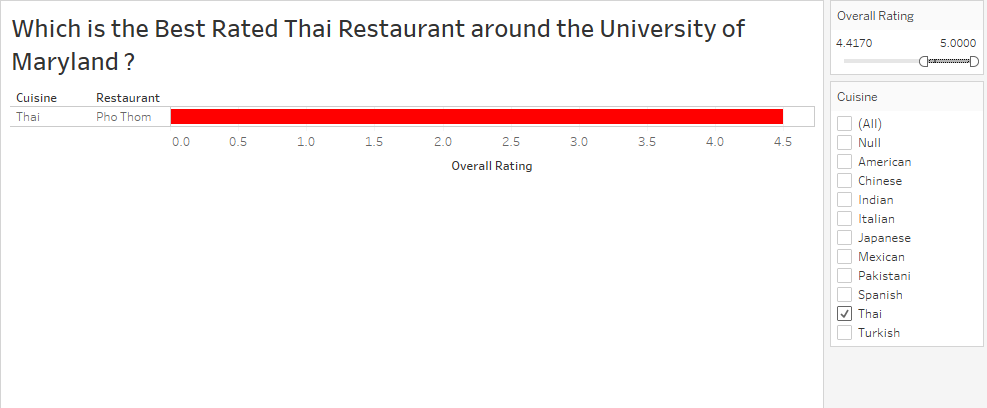 Which is the Best Rated Thai Restaurant around the University of
Maryland ?
Cuisine Restaurant
Thai Pho Thom
0.0 0.5 1.0 1.5 2.0 2.5 3.0 3.5 4.0 4.5
Overall Rating
Overall Rating
4.4170 5.0000
Cuisine
(All)
Null
American
Chinese
Indian
Italian
Japanese
Mexican
Pakistani
Spanish
Thai
Turkish